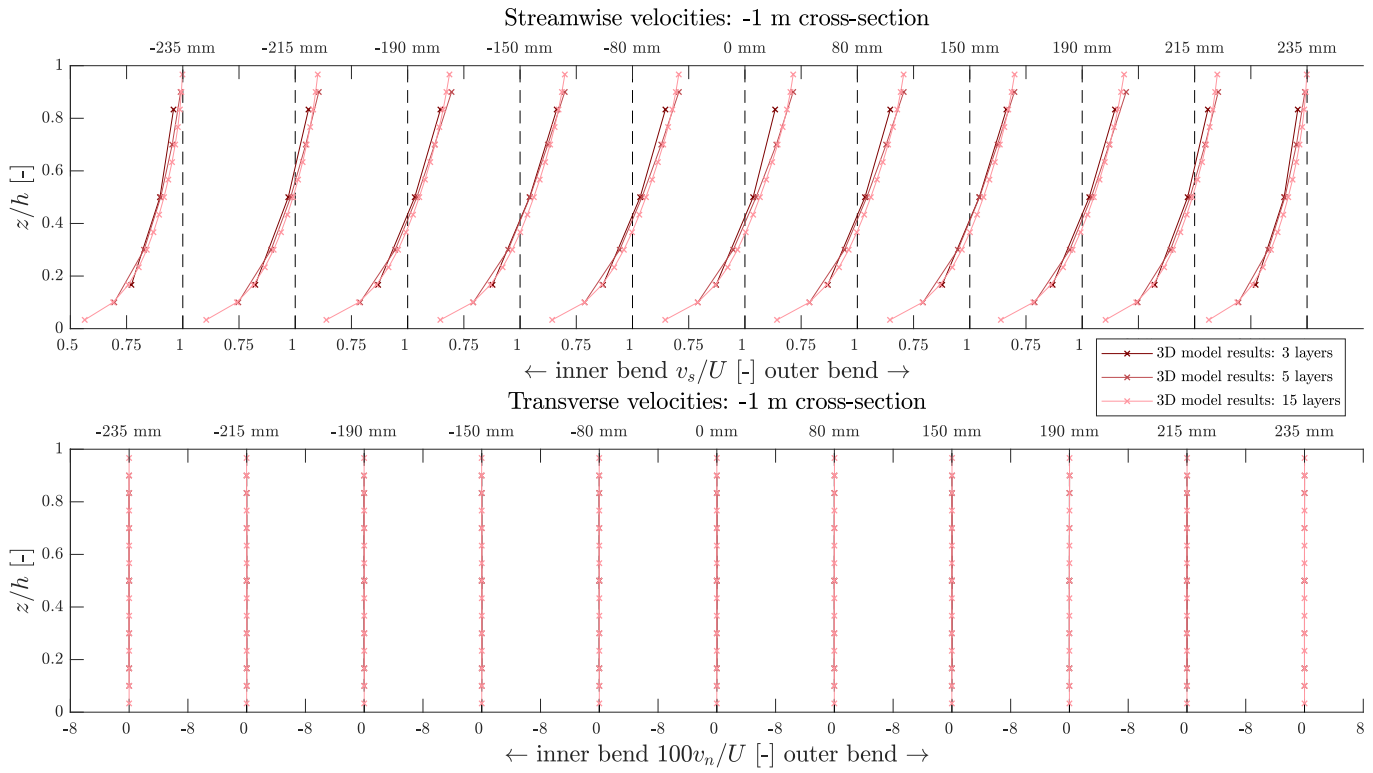 Streamwise velocities: -1 m cross-section
-235 mm -215 mm -190 mm -150 mm -80 mm 0 mm 80 mm 150 mm 190 mm 215 mm 235 mm
1
0.8
0.6
0.4
0.2
0
z/h [-]
0.5 0.75 1 0.75 1 0.75 1 0.75 1 0.75 1 0.75 1 0.75 1 0.75 1 0.75 1
← inner bend v_s/U [-] outer bend →
3D model results: 3 layers
3D model results: 5 layers
3D model results: 15 layers
Transverse velocities: -1 m cross-section
-235 mm -215 mm -190 mm -150 mm -80 mm 0 mm 80 mm 150 mm 190 mm 215 mm 235 mm
1
0.8
0.6
0.4
0.2
0
z/h [-]
-8 0 -8 0 -8 0 -8 0 -8 0 -8 0 -8 0 -8 0 -8 0 -8 0 -8 0 8
← inner bend 100v_n/U [-] outer bend →